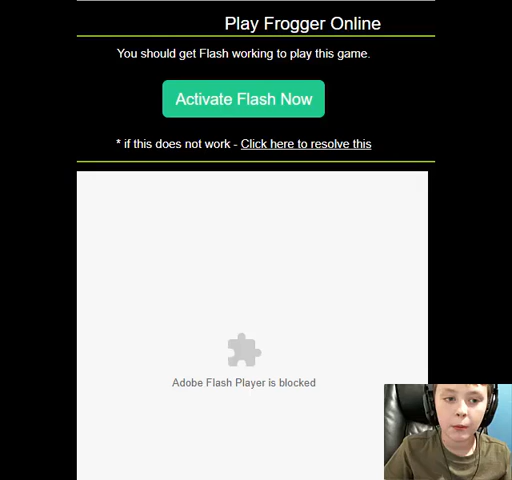 Play Frogger Online
You should get Flash working to play this game.
Activate Flash Now
* if this does not work - Click here to resolve this
Adobe Flash Player is blocked